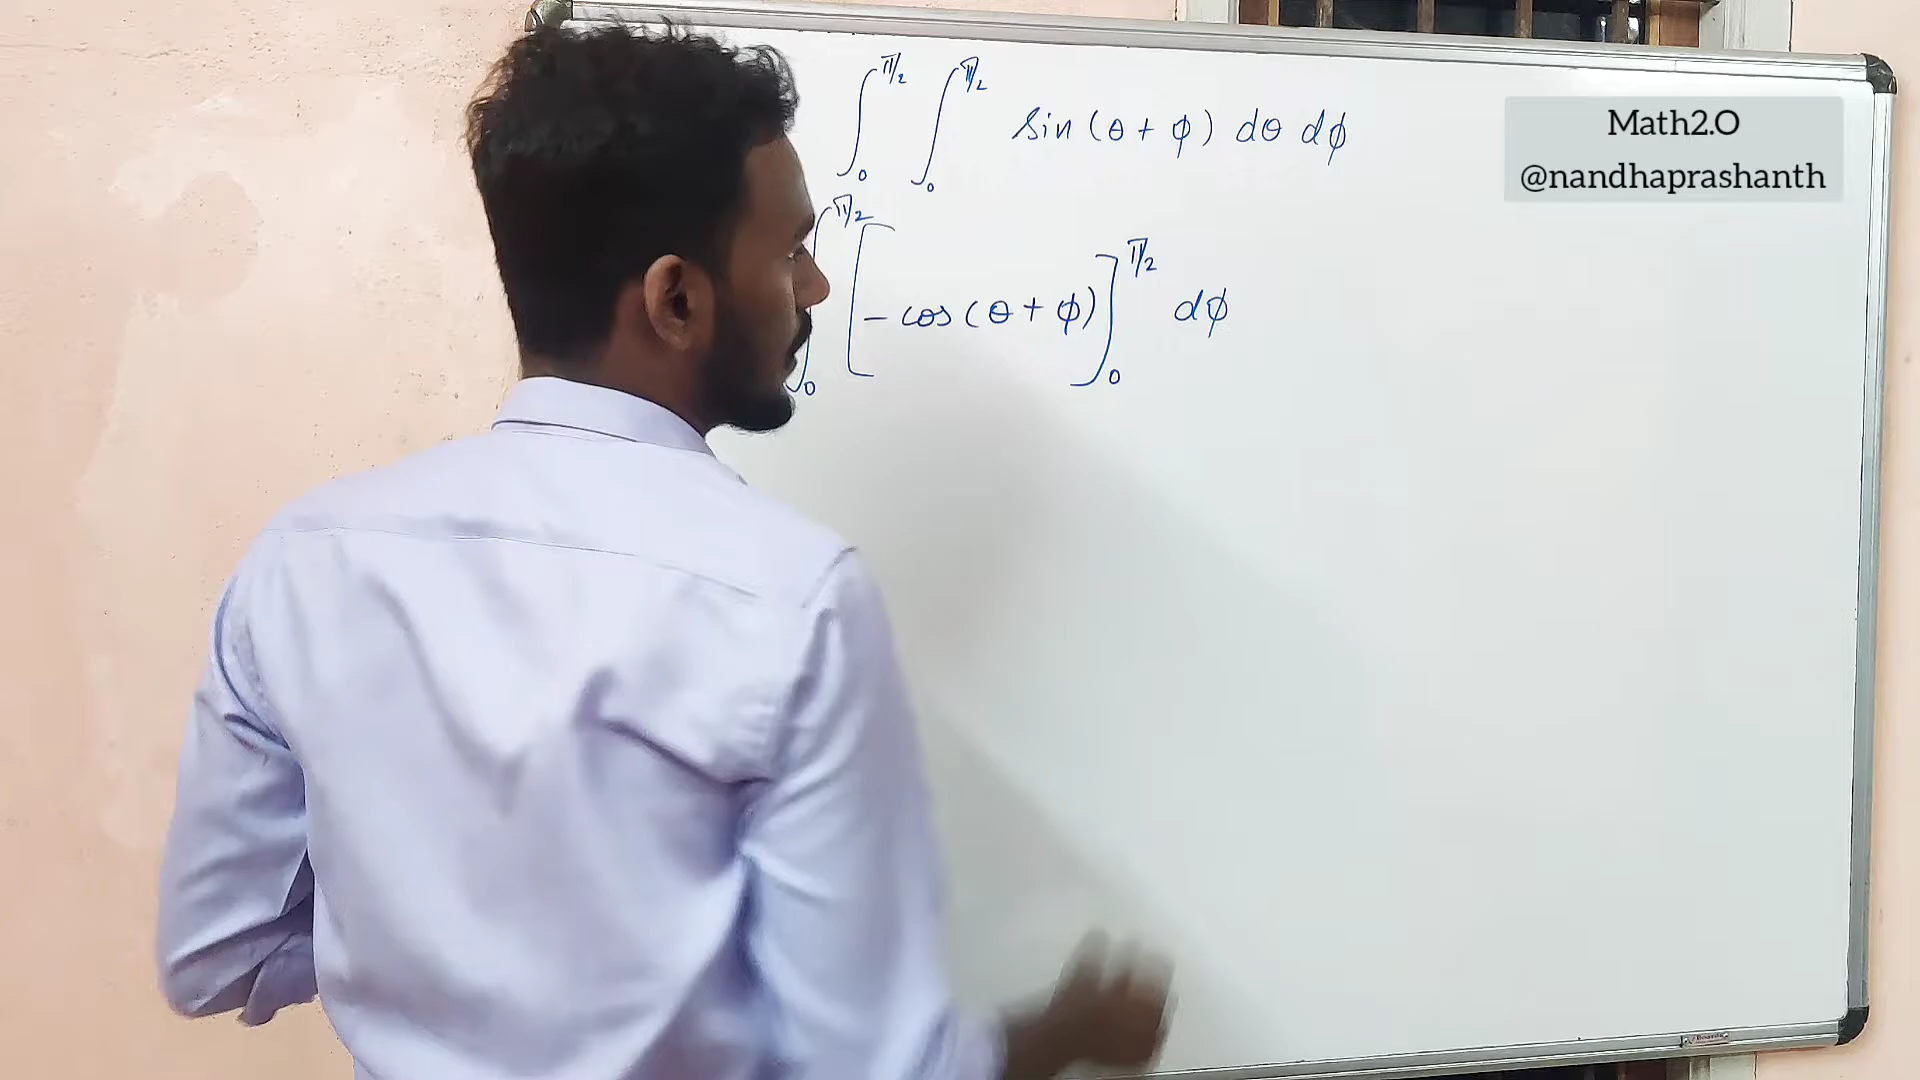 ∫₀^π/2 ∫₀^π/2 sin (θ + ϕ) dθ dϕ
Math2.O
@nandhaprashanth
∫₀^π/2 [- cos (θ + ϕ)]₀^π/2 dϕ